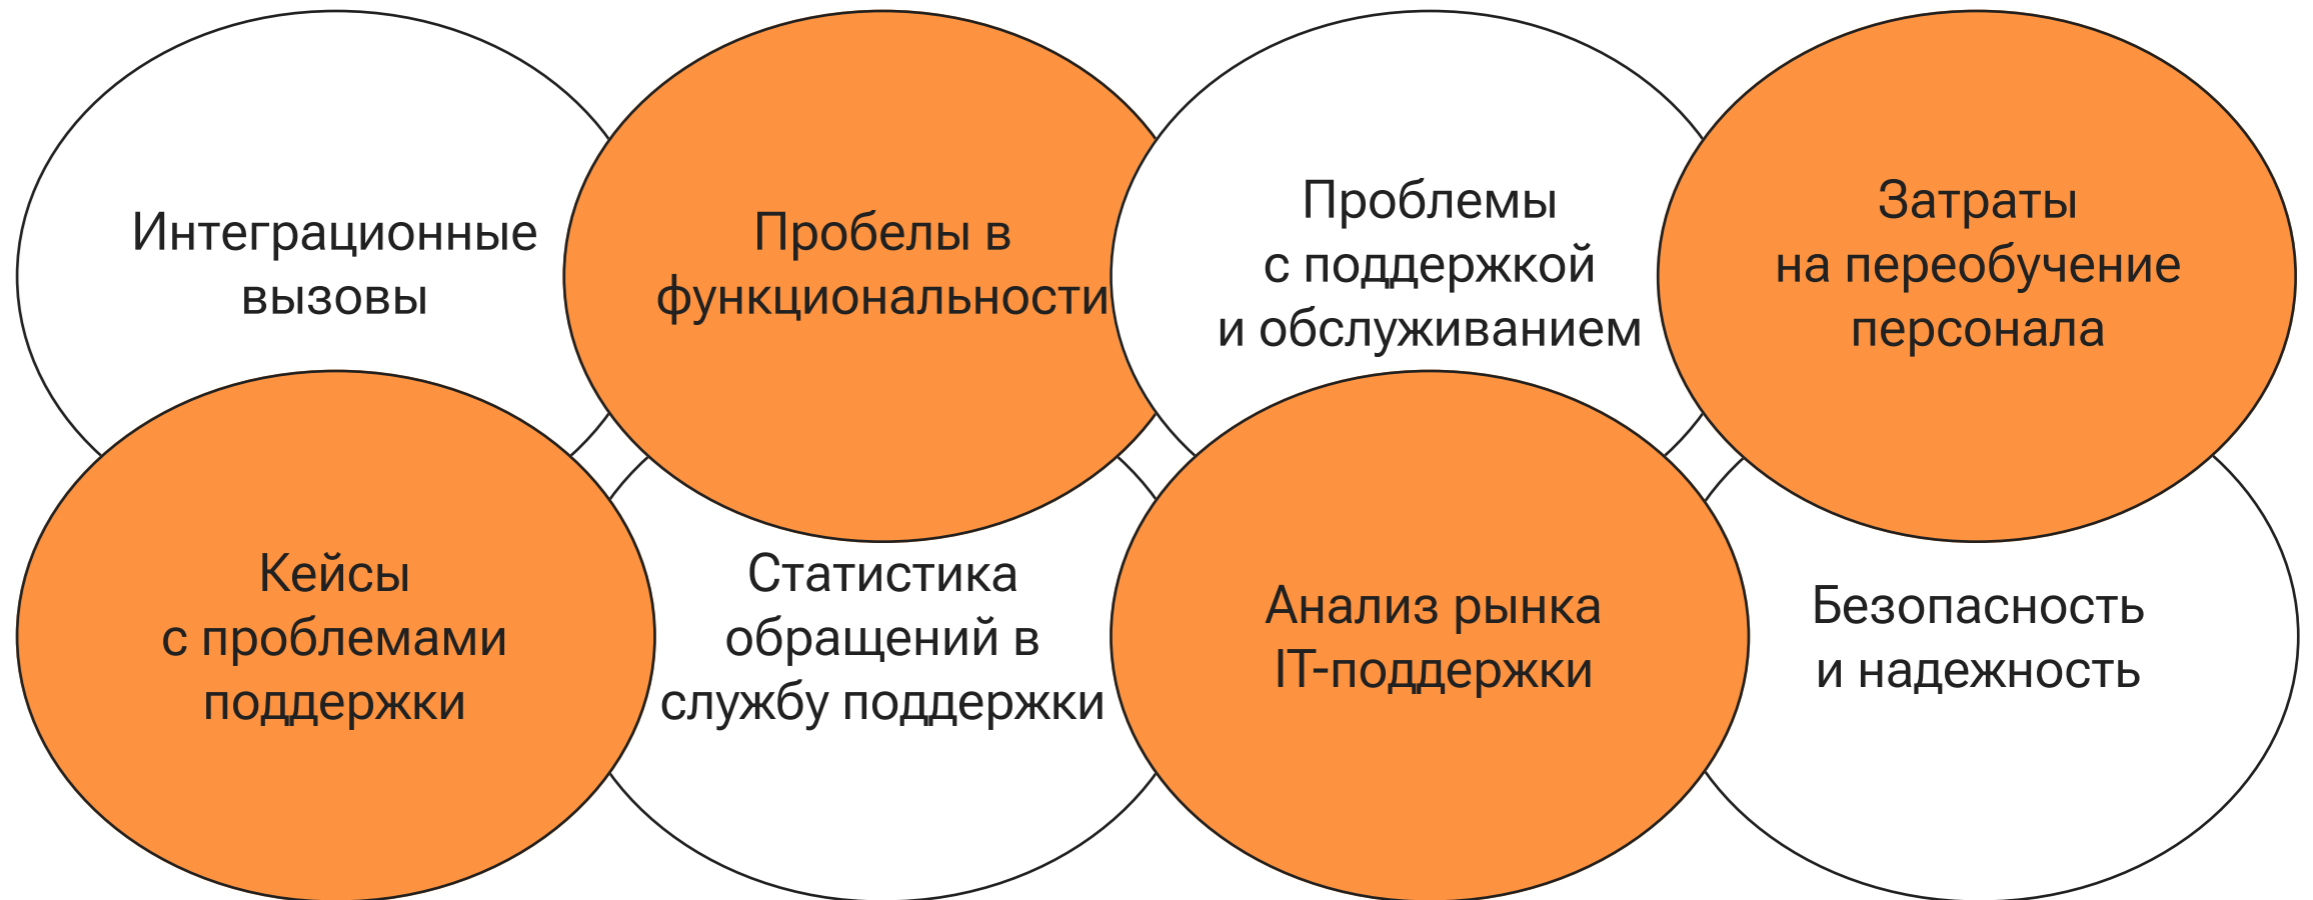 Интеграционные
вызовы
Пробелы в
функциональности
Проблемы
с поддержкой
и обслуживанием
Затраты
на переобучение
персонала
Кейсы
с проблемами
поддержки
Статистика
обращений в
службу поддержки
Анализ рынка
IT-поддержки
Безопасность
и надежность